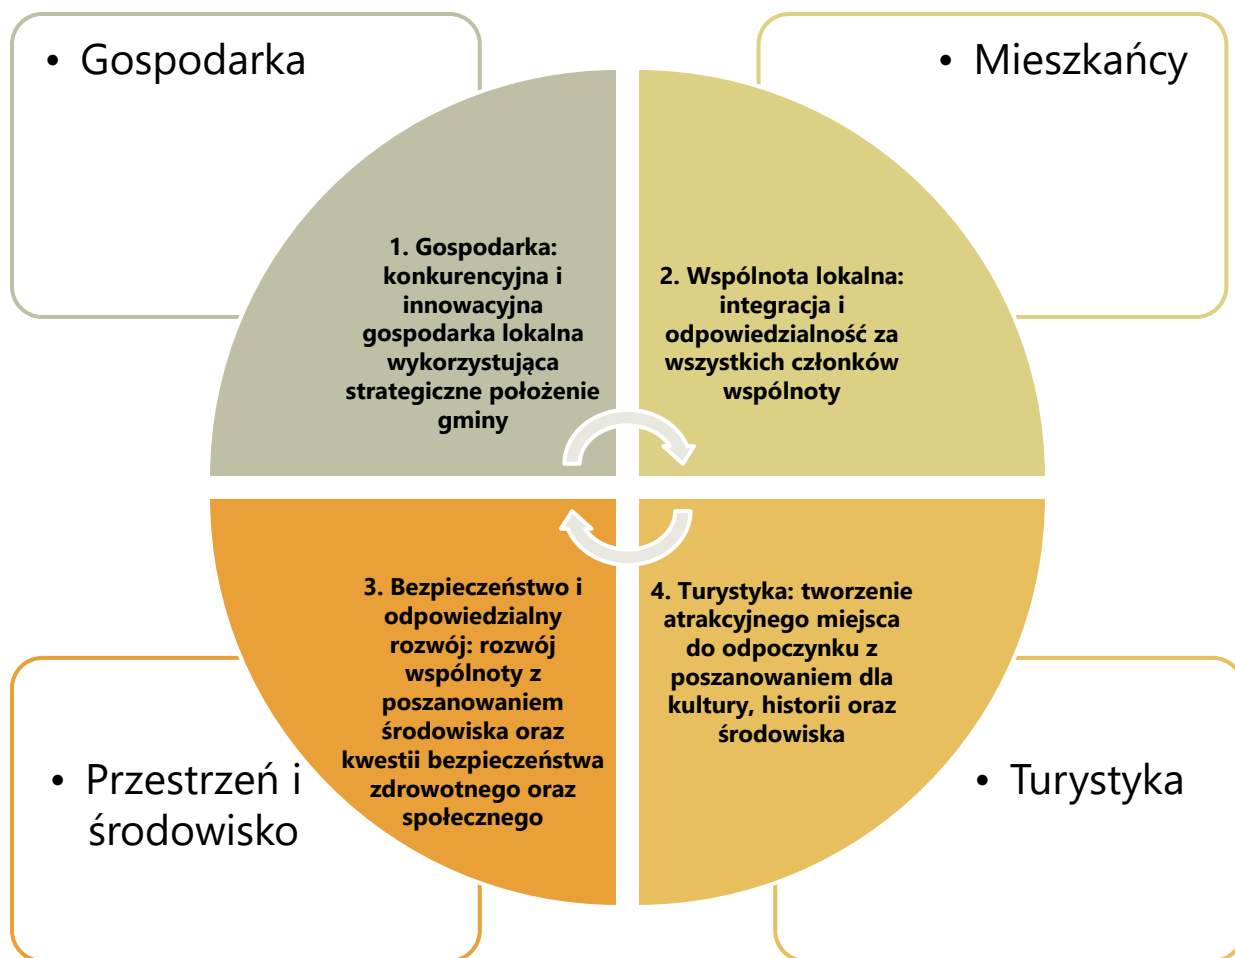 • Gospodarka
• Mieszkańcy
1. Gospodarka:
konkurencyjna i
innowacyjna
gospodarka lokalna
wykorzystująca
strategiczne położenie
gminy
2. Wspólnota lokalna:
integracja i
odpowiedzialność za
wszystkich członków
wspólnoty
3. Bezpieczeństwo i
odpowiedzialny
rozwój: rozwój
wspólnoty z
poszanowaniem
środowiska oraz
kwestii bezpieczeństwa
zdrowotnego oraz
społecznego
4. Turystyka: tworzenie
atrakcyjnego miejsca
do odpoczynku z
poszanowaniem dla
kultury, historii oraz
środowiska
• Przestrzeń i
środowisko
• Turystyka